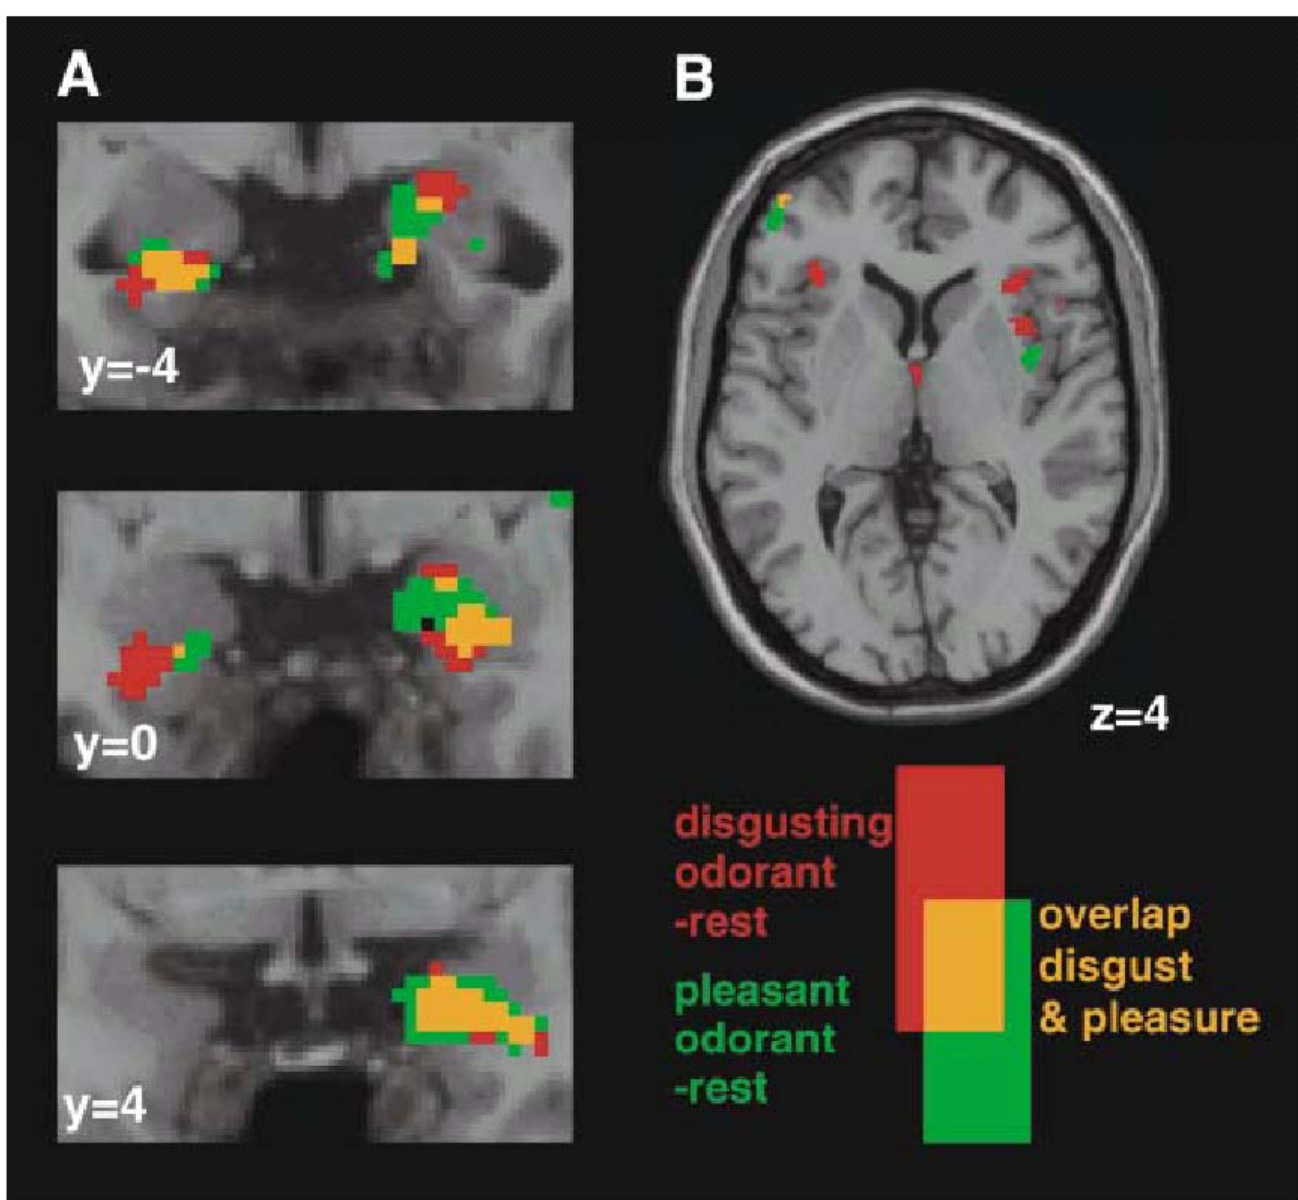 A
B
y=-4
y=0
y=4
z=4
disgusting
odorant
-rest
pleasant
odorant
-rest
overlap
disgust
& pleasure